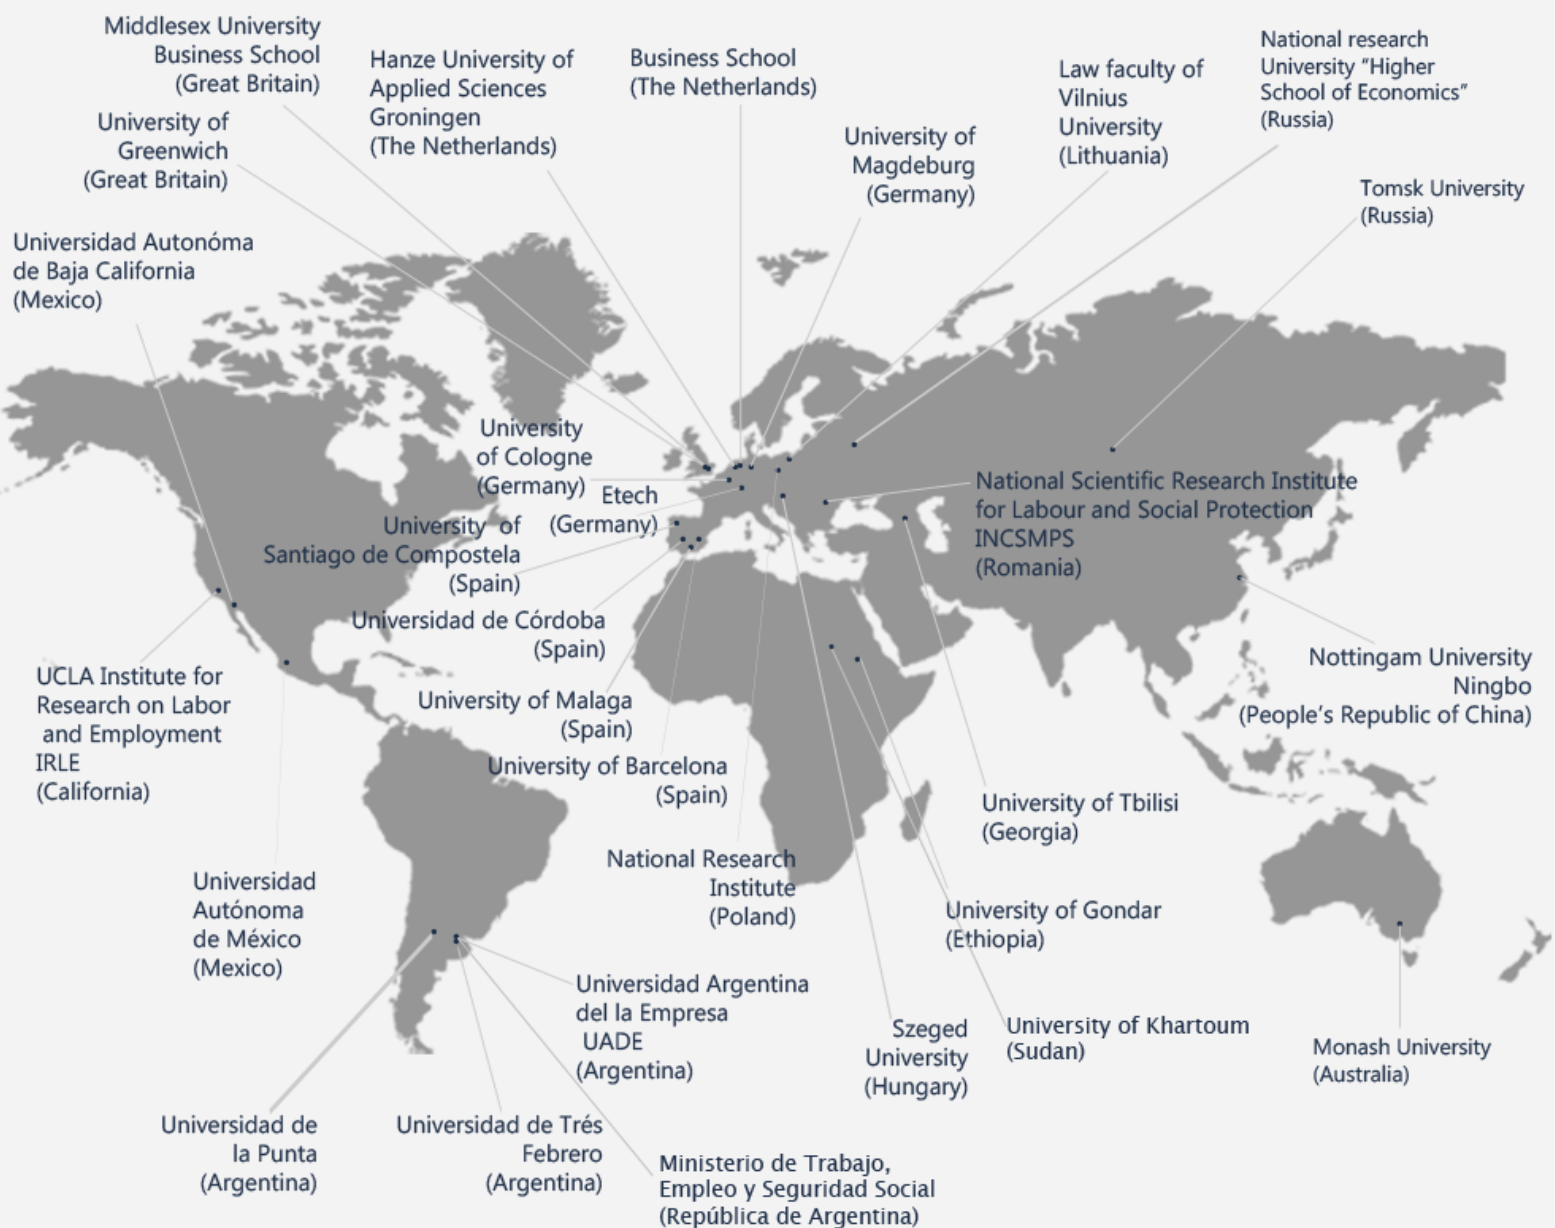 Middlesex University
Business School
(Great Britain)
Hanze University of
Applied Sciences
Groningen
(The Netherlands)
Business School
(The Netherlands)
Law faculty of
Vilnius
University
(Lithuania)
National research
University “Higher
School of Economics”
(Russia)
University of
Greenwich
(Great Britain)
University of
Magdeburg
(Germany)
Tomsk University
(Russia)
Universidad Autonóma
de Baja California
(Mexico)
University
of Cologne
(Germany)
Etech
(Germany)
National Scientific Research Institute
for Labour and Social Protection
INCSMPS
(Romania)
University of
Santiago de Compostela
(Spain)
Universidad de Córdoba
(Spain)
UCLA Institute for
Research on Labor
and Employment
IRLE
(California)
University of Malaga
(Spain)
Nottingam University
Ningbo
(People’s Republic of China)
University of Barcelona
(Spain)
University of Tbilisi
(Georgia)
National Research
Institute
(Poland)
Universidad
Autónoma
de México
(Mexico)
University of Gondar
(Ethiopia)
Universidad Argentina
del la Empresa
UADE
(Argentina)
Szeged
University
(Hungary)
University of Khartoum
(Sudan)
Monash University
(Australia)
Universidad de
la Punta
(Argentina)
Universidad de Trés
Febrero
(Argentina)
Ministerio de Trabajo,
Empleo y Seguridad Social
(República de Argentina)